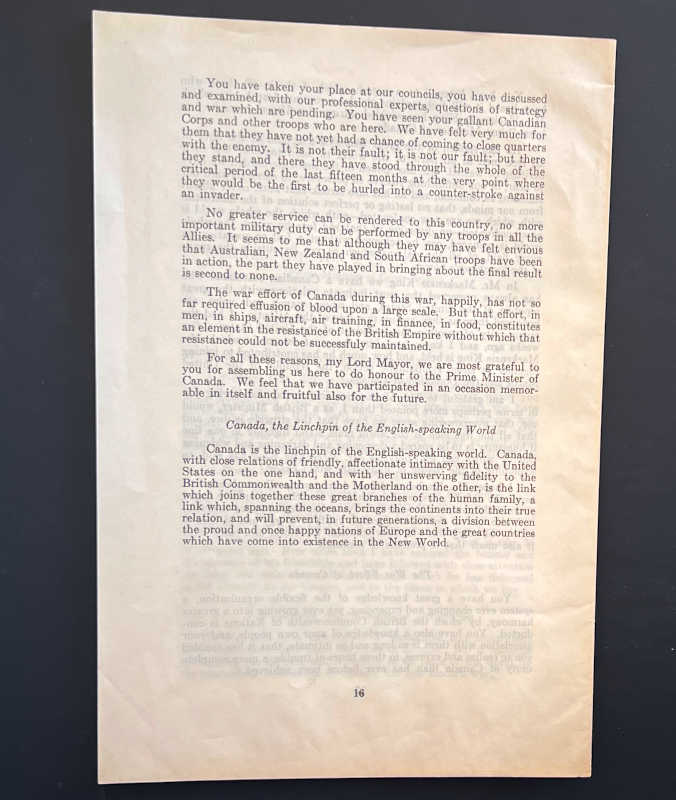 You have taken your place at our councils, you have discussed
and examined, with our professional experts, questions of strategy
and war which are pending. You have seen your gallant Canadian
Corps and other troops who are here. We have felt very much for
them that they have not yet had a chance of coming to close quarters
with the enemy. It is not their fault; it is not our fault; but there
they stand, and there they have stood through the whole of the
critical period of the last fifteen months at the very point where
they would be the first to be hurled into a counter-stroke against
an invader.
No greater service can be rendered to this country, no more
important military duty can be performed by any troops in all the
Allies. It seems to me that although they may have felt envious
that Australian, New Zealand and South African troops have been
in action, the part they have played in bringing about the final result
is second to none.
The war effort of Canada during this war, happily, has not so
far required effusion of blood upon a large scale. But that effort, in
men, in ships, aircraft, air training, in finance, in food, constitutes
an element in the resistance of the British Empire without which that
resistance could not be successfuly maintained.
For all these reasons, my Lord Mayor, we are most grateful to
you for assembling us here to do honour to the Prime Minister of
Canada. We feel that we have participated in an occasion memor-
able in itself and fruitful also for the future.
Canada, the Linchpin of the English-speaking World
Canada is the linchpin of the English-speaking world. Canada,
with close relations of friendly, affectionate intimacy with the United
States on the one hand, and with her unswerving fidelity to the
British Commonwealth and the Motherland on the other, is the link
which joins together these great branches of the human family, a
link which, spanning the oceans, brings the continents into their true
relation, and will prevent, in future generations, a division between
the proud and once happy nations of Europe and the great countries
which have come into existence in the New World.
16